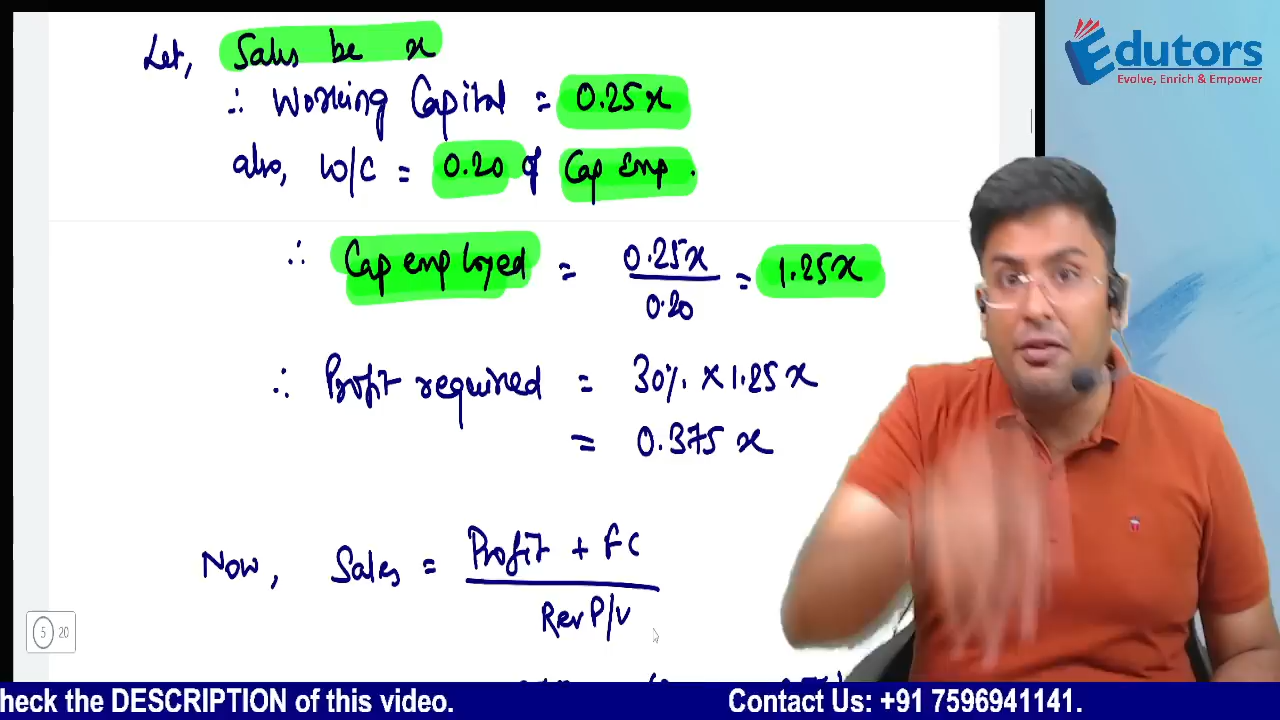 Let, Sales be x
∴ Working Capital = 0.25x
also, W/C = 0.20 of Cap Emp.
∴ Cap employed = 0.25x / 0.20 = 1.25x
∴ Profit required = 30% × 1.25x
= 0.375x
Now, Sales = Profit + FC / Rev P/V
5 20
Edutors
Evolve, Enrich & Empower
heck the DESCRIPTION of this video.
Contact Us: +91 7596941141.